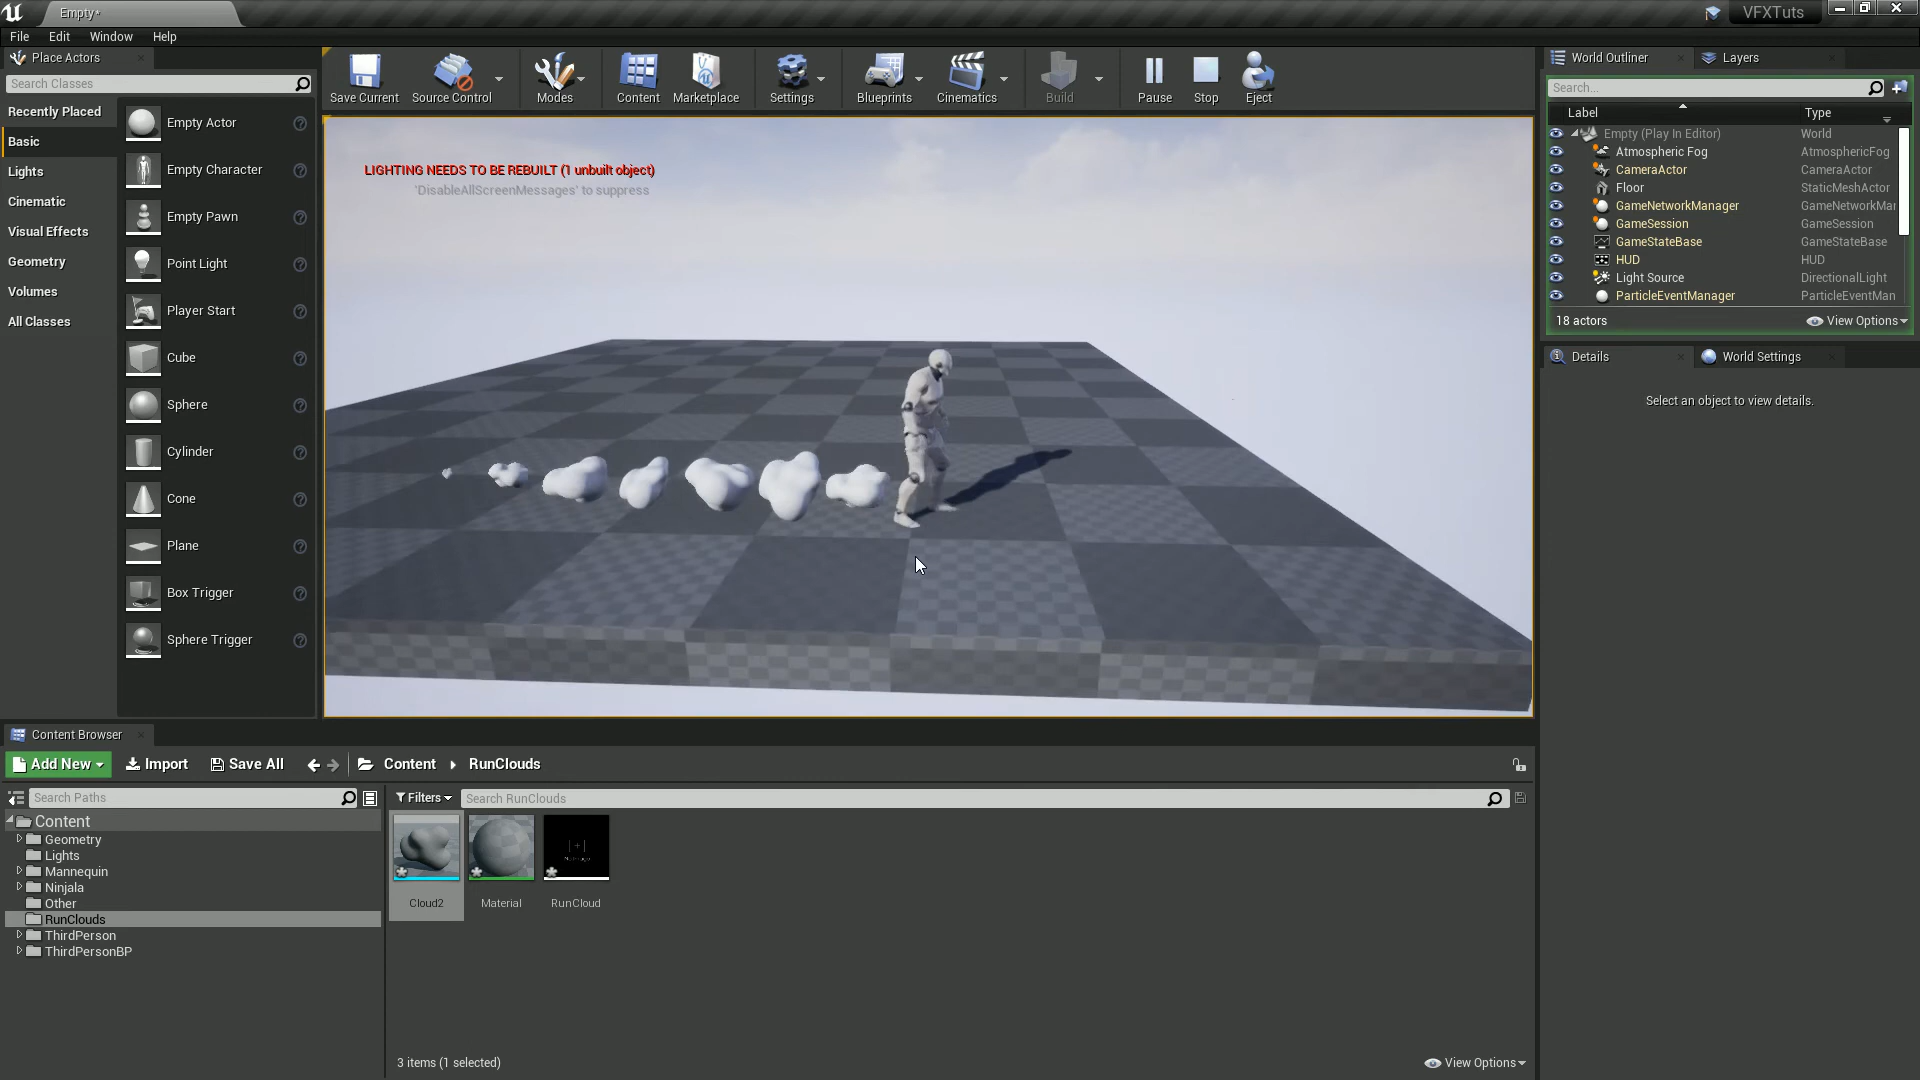 Empty*
VFXTuts
File Edit Window Help
Place Actors
Search Classes
Recently Placed
Basic
Lights
Cinematic
Visual Effects
Geometry
Volumes
All Classes
Empty Actor
Empty Character
Empty Pawn
Point Light
Player Start
Cube
Sphere
Cylinder
Cone
Plane
Box Trigger
Sphere Trigger
Save Current Source Control Modes Content Marketplace Settings Blueprints Cinematics Build Pause Stop Eject
LIGHTING NEEDS TO BE REBUILT (1 unbuilt object)
'DisableAllScreenMessages' to suppress
World Outliner Layers
Search...
Label Type
Empty (Play In Editor) World
Atmospheric Fog AtmosphericFog
CameraActor CameraActor
Floor StaticMeshActor
GameNetworkManager GameNetworkMar
GameSession GameSession
GameStateBase GameStateBase
HUD HUD
Light Source DirectionalLight
ParticleEventManager ParticleEventMan
18 actors View Options
Details World Settings
Select an object to view details.
Content Browser
Add New Import Save All Content RunClouds
Search Paths
Filters Search RunClouds
Content
Geometry
Lights
Mannequin
Ninjala
Other
RunClouds
ThirdPerson
ThirdPersonBP
Cloud2 Material RunCloud
3 items (1 selected) View Options